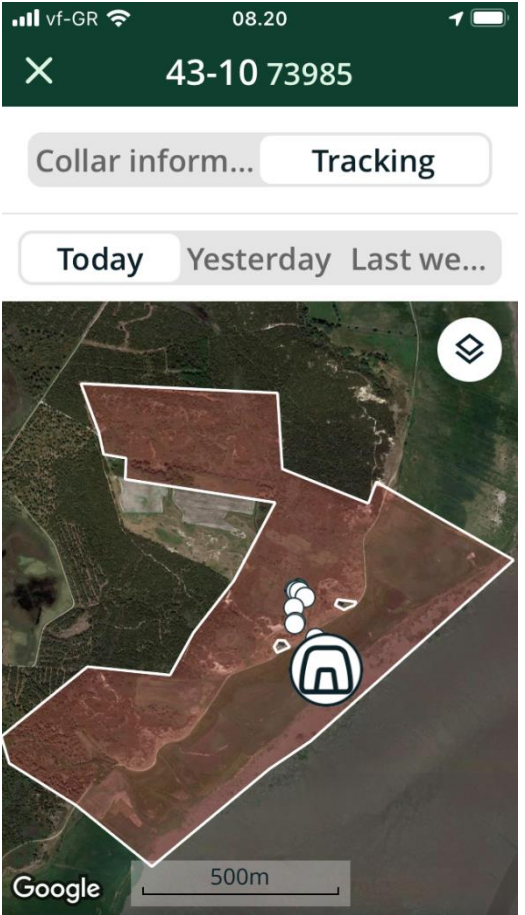 vf-GR 08.20
43-10 73985
Collar inform... Tracking
Today Yesterday Last we...
500m
Google